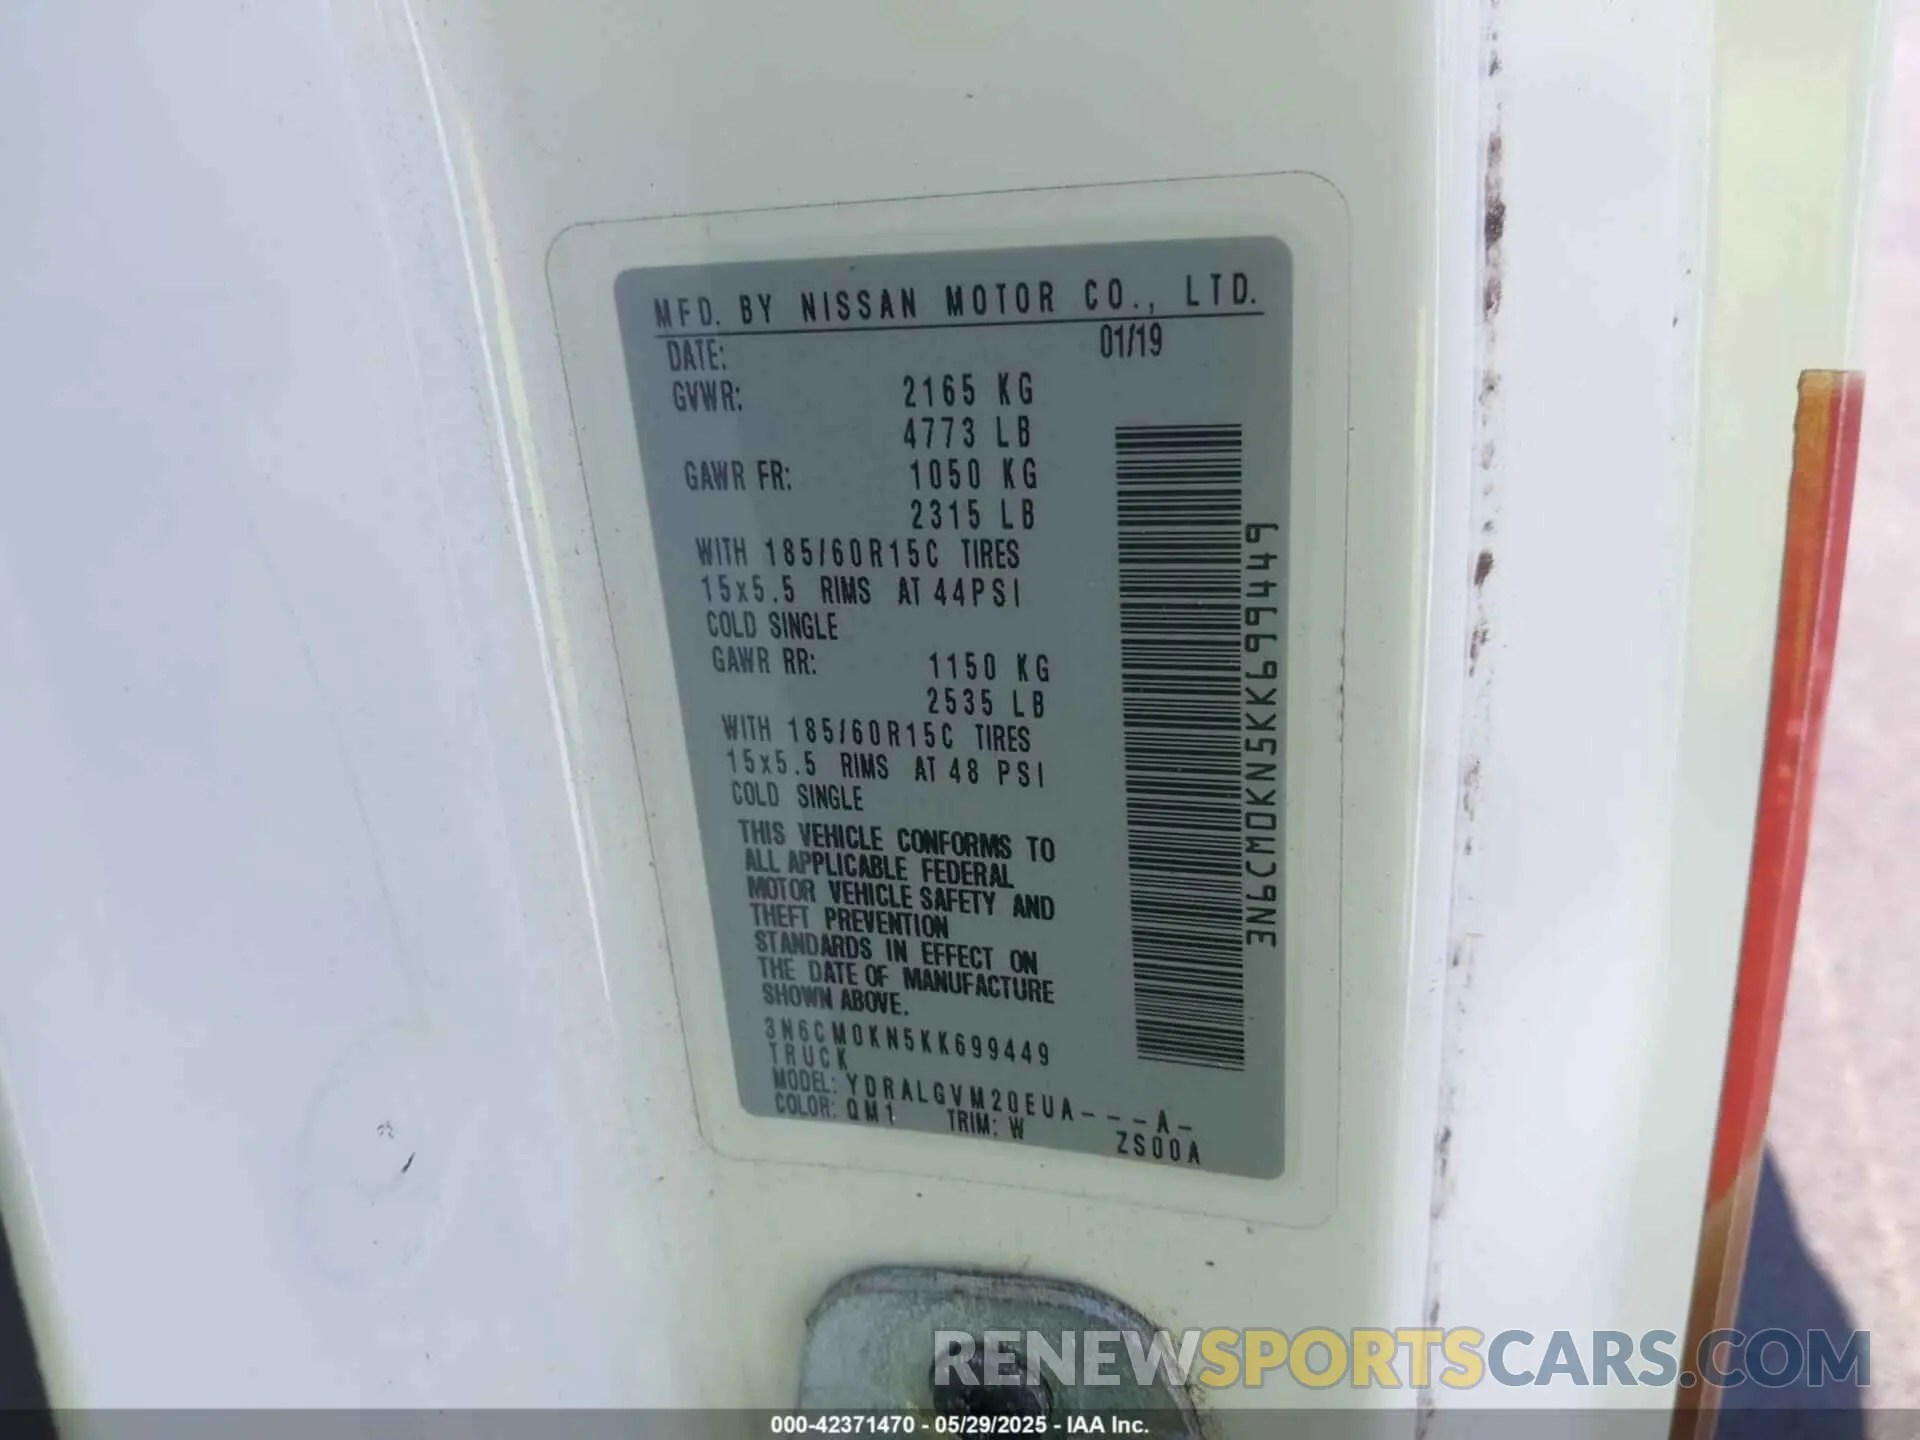 MFD. BY NISSAN MOTOR CO., LTD.
DATE: 01/19
GVWR: 2165 KG
4773 LB
GAWR FR: 1050 KG
2315 LB
WITH 185/60R15C TIRES
15x5.5 RIMS AT 44PSI
COLD SINGLE
GAWR RR: 1150 KG
2535 LB
WITH 185/60R15C TIRES
15x5.5 RIMS AT 48 PSI
COLD SINGLE
THIS VEHICLE CONFORMS TO
ALL APPLICABLE FEDERAL
MOTOR VEHICLE SAFETY AND
THEFT PREVENTION
STANDARDS IN EFFECT ON
THE DATE OF MANUFACTURE
SHOWN ABOVE.
3N6CM0KN5KK699449
TRUCK
MODEL: YDRALGVM20EUA---A-
COLOR: QM1 TRIM: W ZS00A
3N6CM0KN5KK699449
RENEWSPORTSCARS.COM
000-42371470 - 05/29/2025 - IAA Inc.